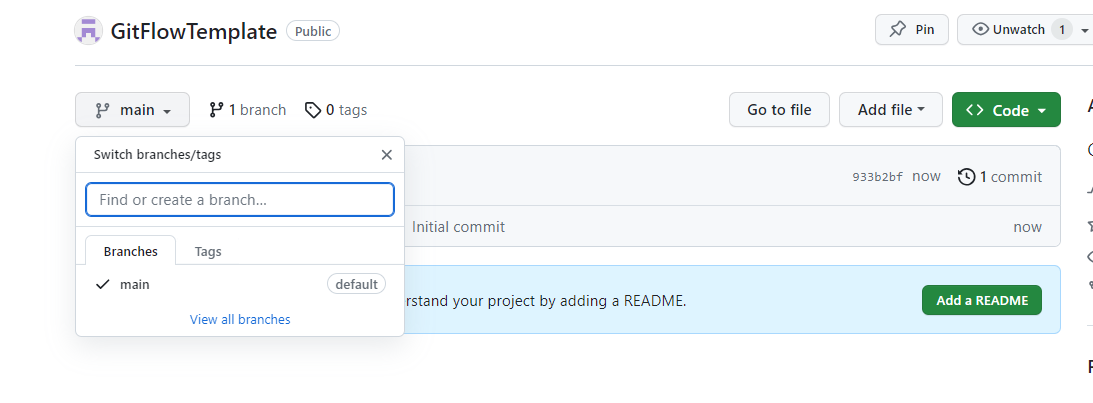 GitFlowTemplate Public Pin Unwatch 1
main 1 branch 0 tags Go to file Add file Code
Switch branches/tags
Find or create a branch...
933b2bf now 1 commit
Initial commit now
Branches Tags
main default
View all branches
rstand your project by adding a README. Add a README